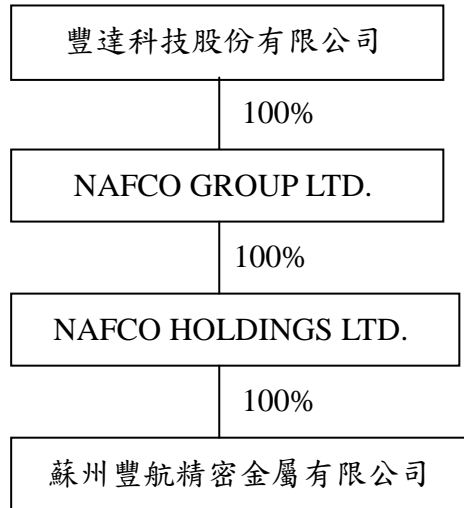 豐達科技股份有限公司
100%
NAFCO GROUP LTD.
100%
NAFCO HOLDINGS LTD.
100%
蘇州豐航精密金屬有限公司